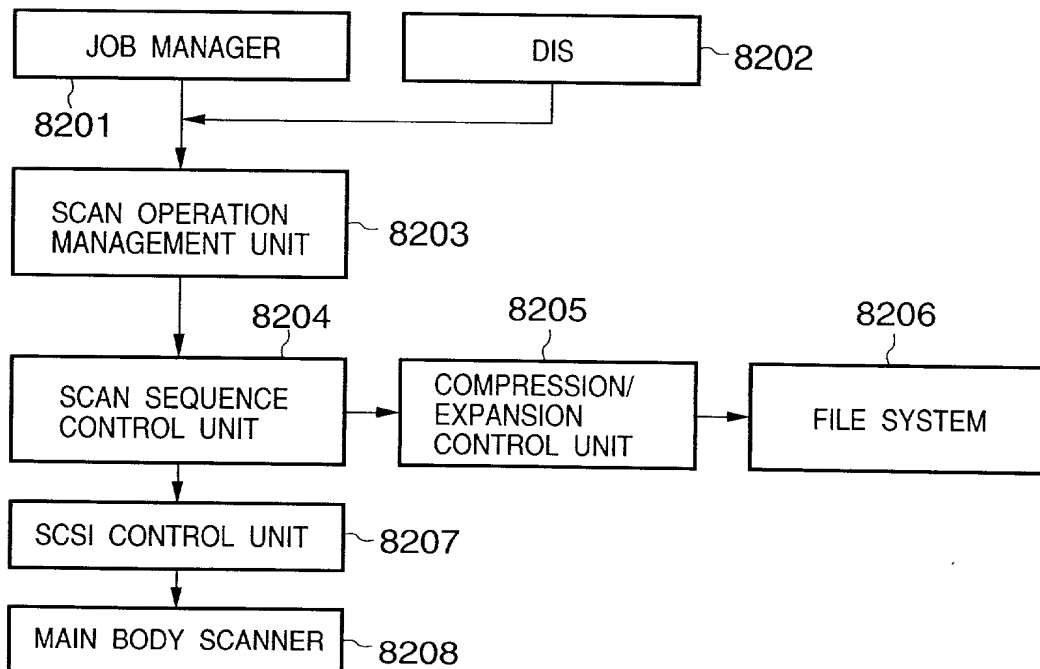 JOB MANAGER
DIS
8202
8201
SCAN OPERATION
MANAGEMENT UNIT
8203
8204
8205
8206
SCAN SEQUENCE
CONTROL UNIT
COMPRESSION/
EXPANSION
CONTROL UNIT
FILE SYSTEM
SCSI CONTROL UNIT
8207
MAIN BODY SCANNER
8208